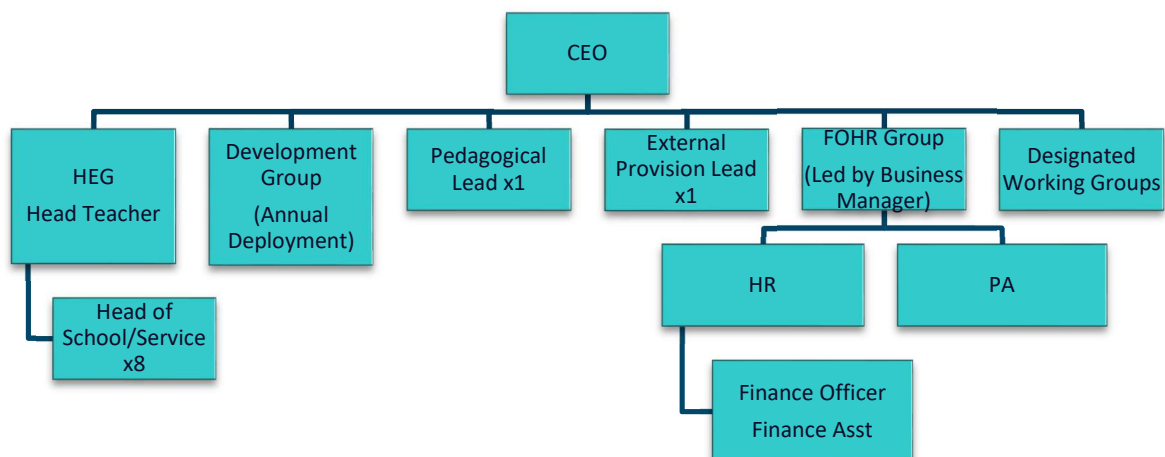 CEO
HEG
Head Teacher
Development
Group
(Annual
Deployment)
Pedagogical
Lead x1
External
Provision Lead
x1
FOHR Group
(Led by Business
Manager)
Designated
Working Groups
Head of
School/Service
x8
HR
PA
Finance Officer
Finance Asst